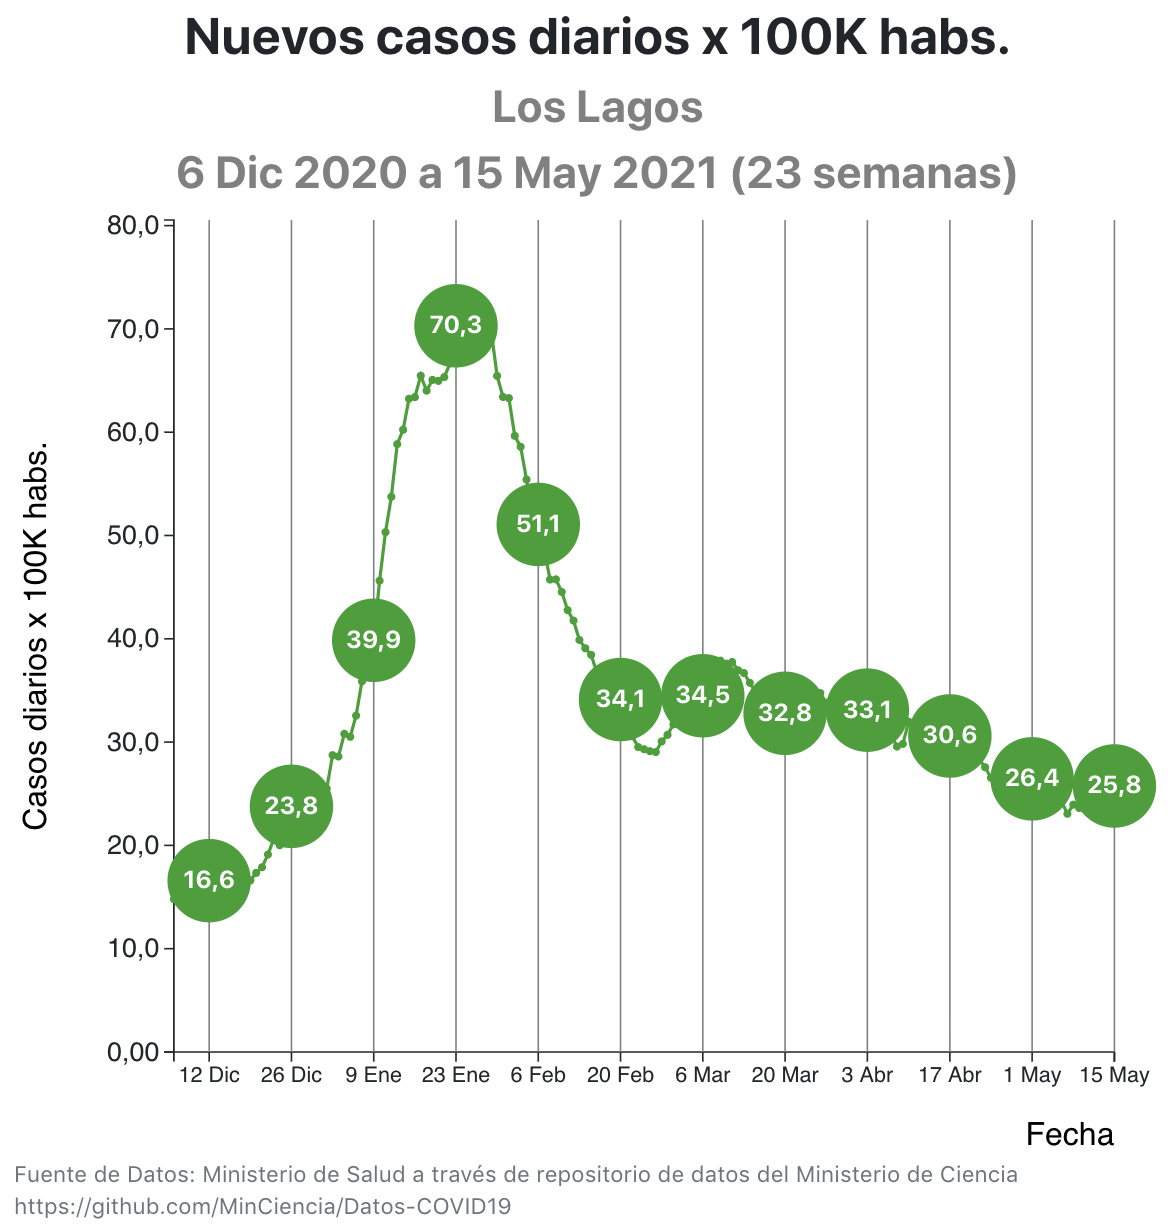 Nuevos casos diarios x 100K habs.
Los Lagos
6 Dic 2020 a 15 May 2021 (23 semanas)
80,0
70,0
60,0
50,0
40,0
30,0
20,0
10,0
0,00
Casos diarios x 100K habs.
16,6
23,8
39,9
70,3
51,1
34,1
34,5
32,8
33,1
30,6
26,4
25,8
12 Dic
26 Dic
9 Ene
23 Ene
6 Feb
20 Feb
6 Mar
20 Mar
3 Abr
17 Abr
1 May
15 May
Fecha
Fuente de Datos: Ministerio de Salud a través de repositorio de datos del Ministerio de Ciencia
https://github.com/MinCiencia/Datos-COVID19